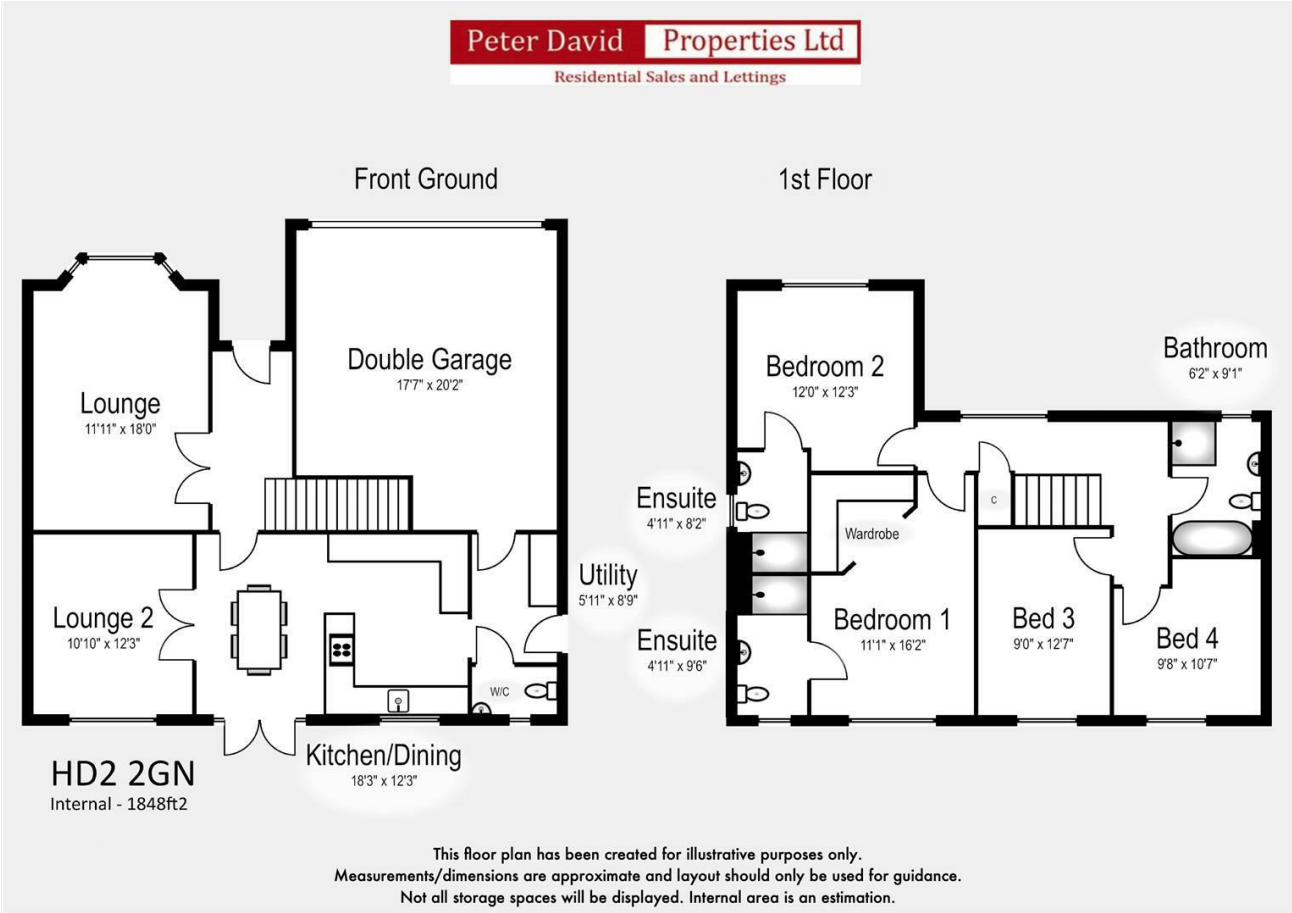 Peter David Properties Ltd
Residential Sales and Lettings
Front Ground
1st Floor
Lounge
11'11" x 18'0"
Double Garage
17'7" x 20'2"
Lounge 2
10'10" x 12'3"
Utility
5'11" x 8'9"
W/C
Kitchen/Dining
18'3" x 12'3"
Bedroom 2
12'0" x 12'3"
Bathroom
6'2" x 9'1"
Ensuite
4'11" x 8'2"
Wardrobe
C
Ensuite
4'11" x 9'6"
Bedroom 1
11'1" x 16'2"
Bed 3
9'0" x 12'7"
Bed 4
9'8" x 10'7"
HD2 2GN
Internal - 1848ft2
This floor plan has been created for illustrative purposes only.
Measurements/dimensions are approximate and layout should only be used for guidance.
Not all storage spaces will be displayed. Internal area is an estimation.